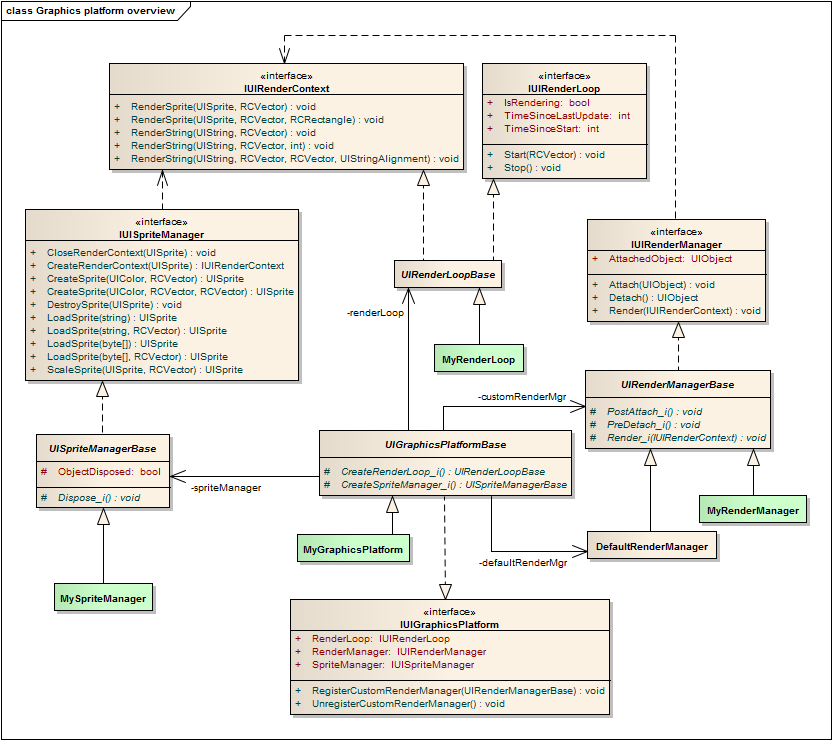 class Graphics platform overview
«interface»
IUIRenderContext
+ RenderSprite(UISprite, RCVector) : void
+ RenderSprite(UISprite, RCVector, RCRectangle) : void
+ RenderString(UIString, RCVector) : void
+ RenderString(UIString, RCVector, int) : void
+ RenderString(UIString, RCVector, RCVector, UIStringAlignment) : void
«interface»
IUIRenderLoop
+ IsRendering: bool
+ TimeSinceLastUpdate: int
+ TimeSinceStart: int
+ Start(RCVector) : void
+ Stop() : void
«interface»
IUISpriteManager
+ CloseRenderContext(UISprite) : void
+ CreateRenderContext(UISprite) : IUIRenderContext
+ CreateSprite(UIColor, RCVector) : UISprite
+ CreateSprite(UIColor, RCVector, RCVector) : UISprite
+ DestroySprite(UISprite) : void
+ LoadSprite(string) : UISprite
+ LoadSprite(string, RCVector) : UISprite
+ LoadSprite(byte[]) : UISprite
+ LoadSprite(byte[], RCVector) : UISprite
+ ScaleSprite(UISprite, RCVector) : UISprite
UIRenderLoopBase
«interface»
IUIRenderManager
+ AttachedObject: UIObject
+ Attach(UIObject) : void
+ Detach() : UIObject
+ Render(IUIRenderContext) : void
-renderLoop
MyRenderLoop
UIRenderManagerBase
# PostAttach_i() : void
# PreDetach_i() : void
# Render_i(IUIRenderContext) : void
-customRenderMgr
UISpriteManagerBase
# ObjectDisposed: bool
# Dispose_i() : void
-spriteManager
UIGraphicsPlatformBase
# CreateRenderLoop_i() : UIRenderLoopBase
# CreateSpriteManager_i() : UISpriteManagerBase
MyRenderManager
MyGraphicsPlatform
DefaultRenderManager
-defaultRenderMgr
MySpriteManager
«interface»
IUIGraphicsPlatform
+ RenderLoop: IUIRenderLoop
+ RenderManager: IUIRenderManager
+ SpriteManager: IUISpriteManager
+ RegisterCustomRenderManager(UIRenderManagerBase) : void
+ UnregisterCustomRenderManager() : void